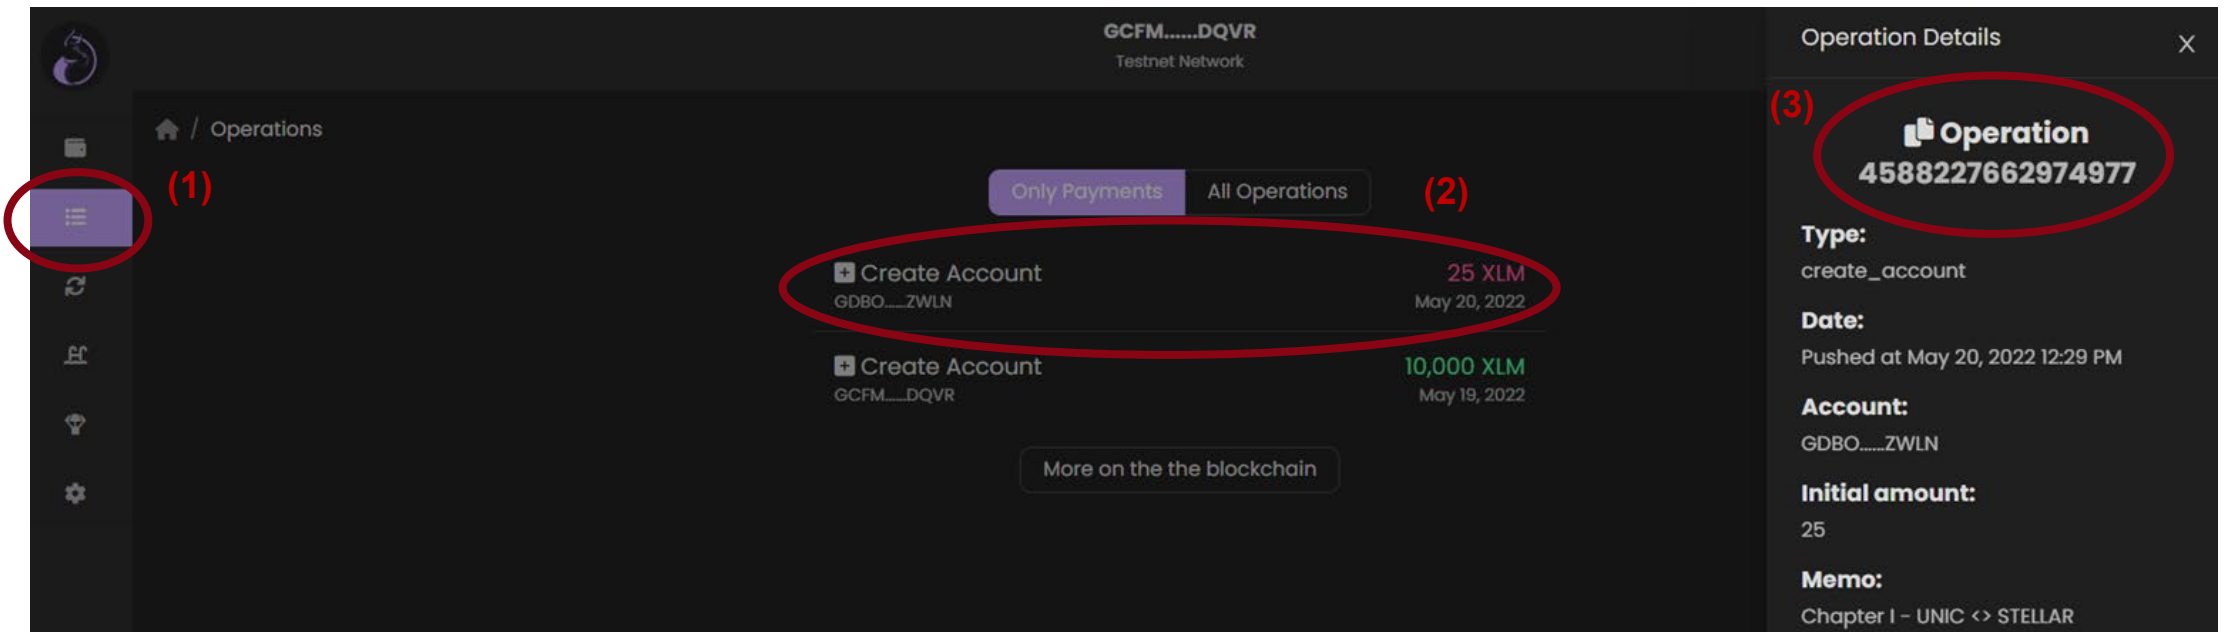 GCFM......DQVR
Testnet Network
/ Operations
(1)
Only Payments
All Operations
(2)
Create Account
25 XLM
GDBO......ZWLN
May 20, 2022
Create Account
10,000 XLM
GCFM......DQVR
May 19, 2022
More on the the blockchain
Operation Details
X
(3)
Operation
4588227662974977
Type:
create_account
Date:
Pushed at May 20, 2022 12:29 PM
Account:
GDBO......ZWLN
Initial amount:
25
Memo:
Chapter I - UNIC <> STELLAR